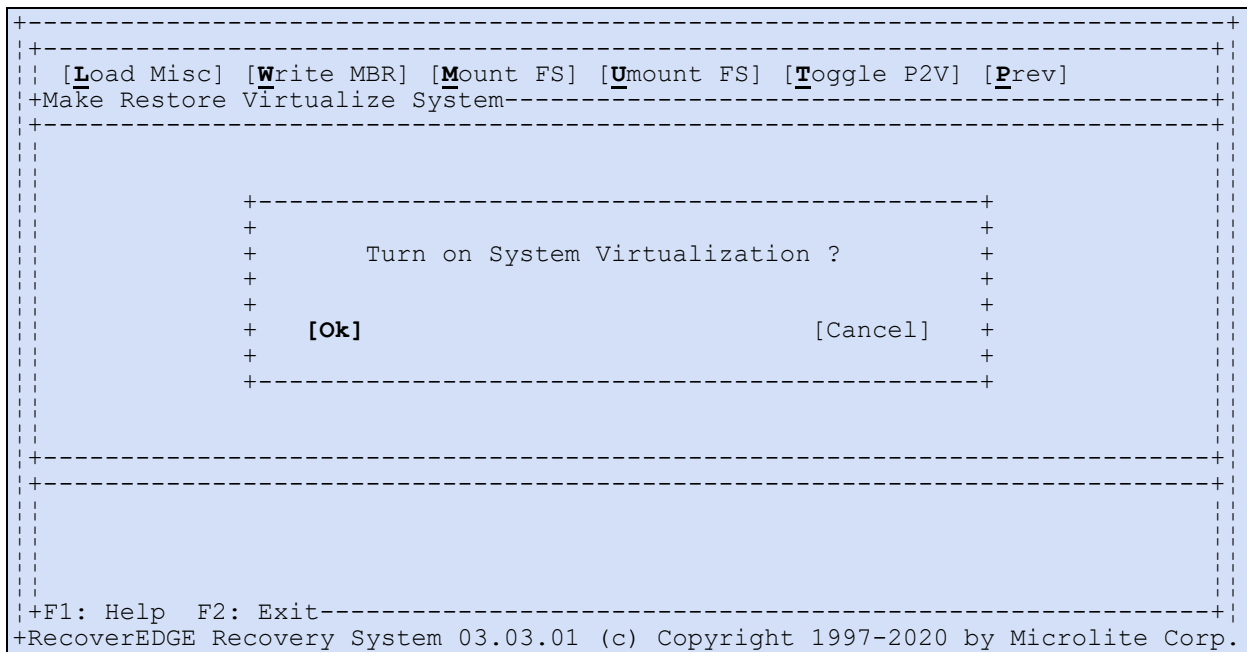 [Load Misc] [Write MBR] [Mount FS] [Umount FS] [Toggle P2V] [Prev]
Make Restore Virtualize System
Turn on System Virtualization ?
[Ok] [Cancel]
F1: Help F2: Exit
RecoverEDGE Recovery System 03.03.01 (c) Copyright 1997-2020 by Microlite Corp.